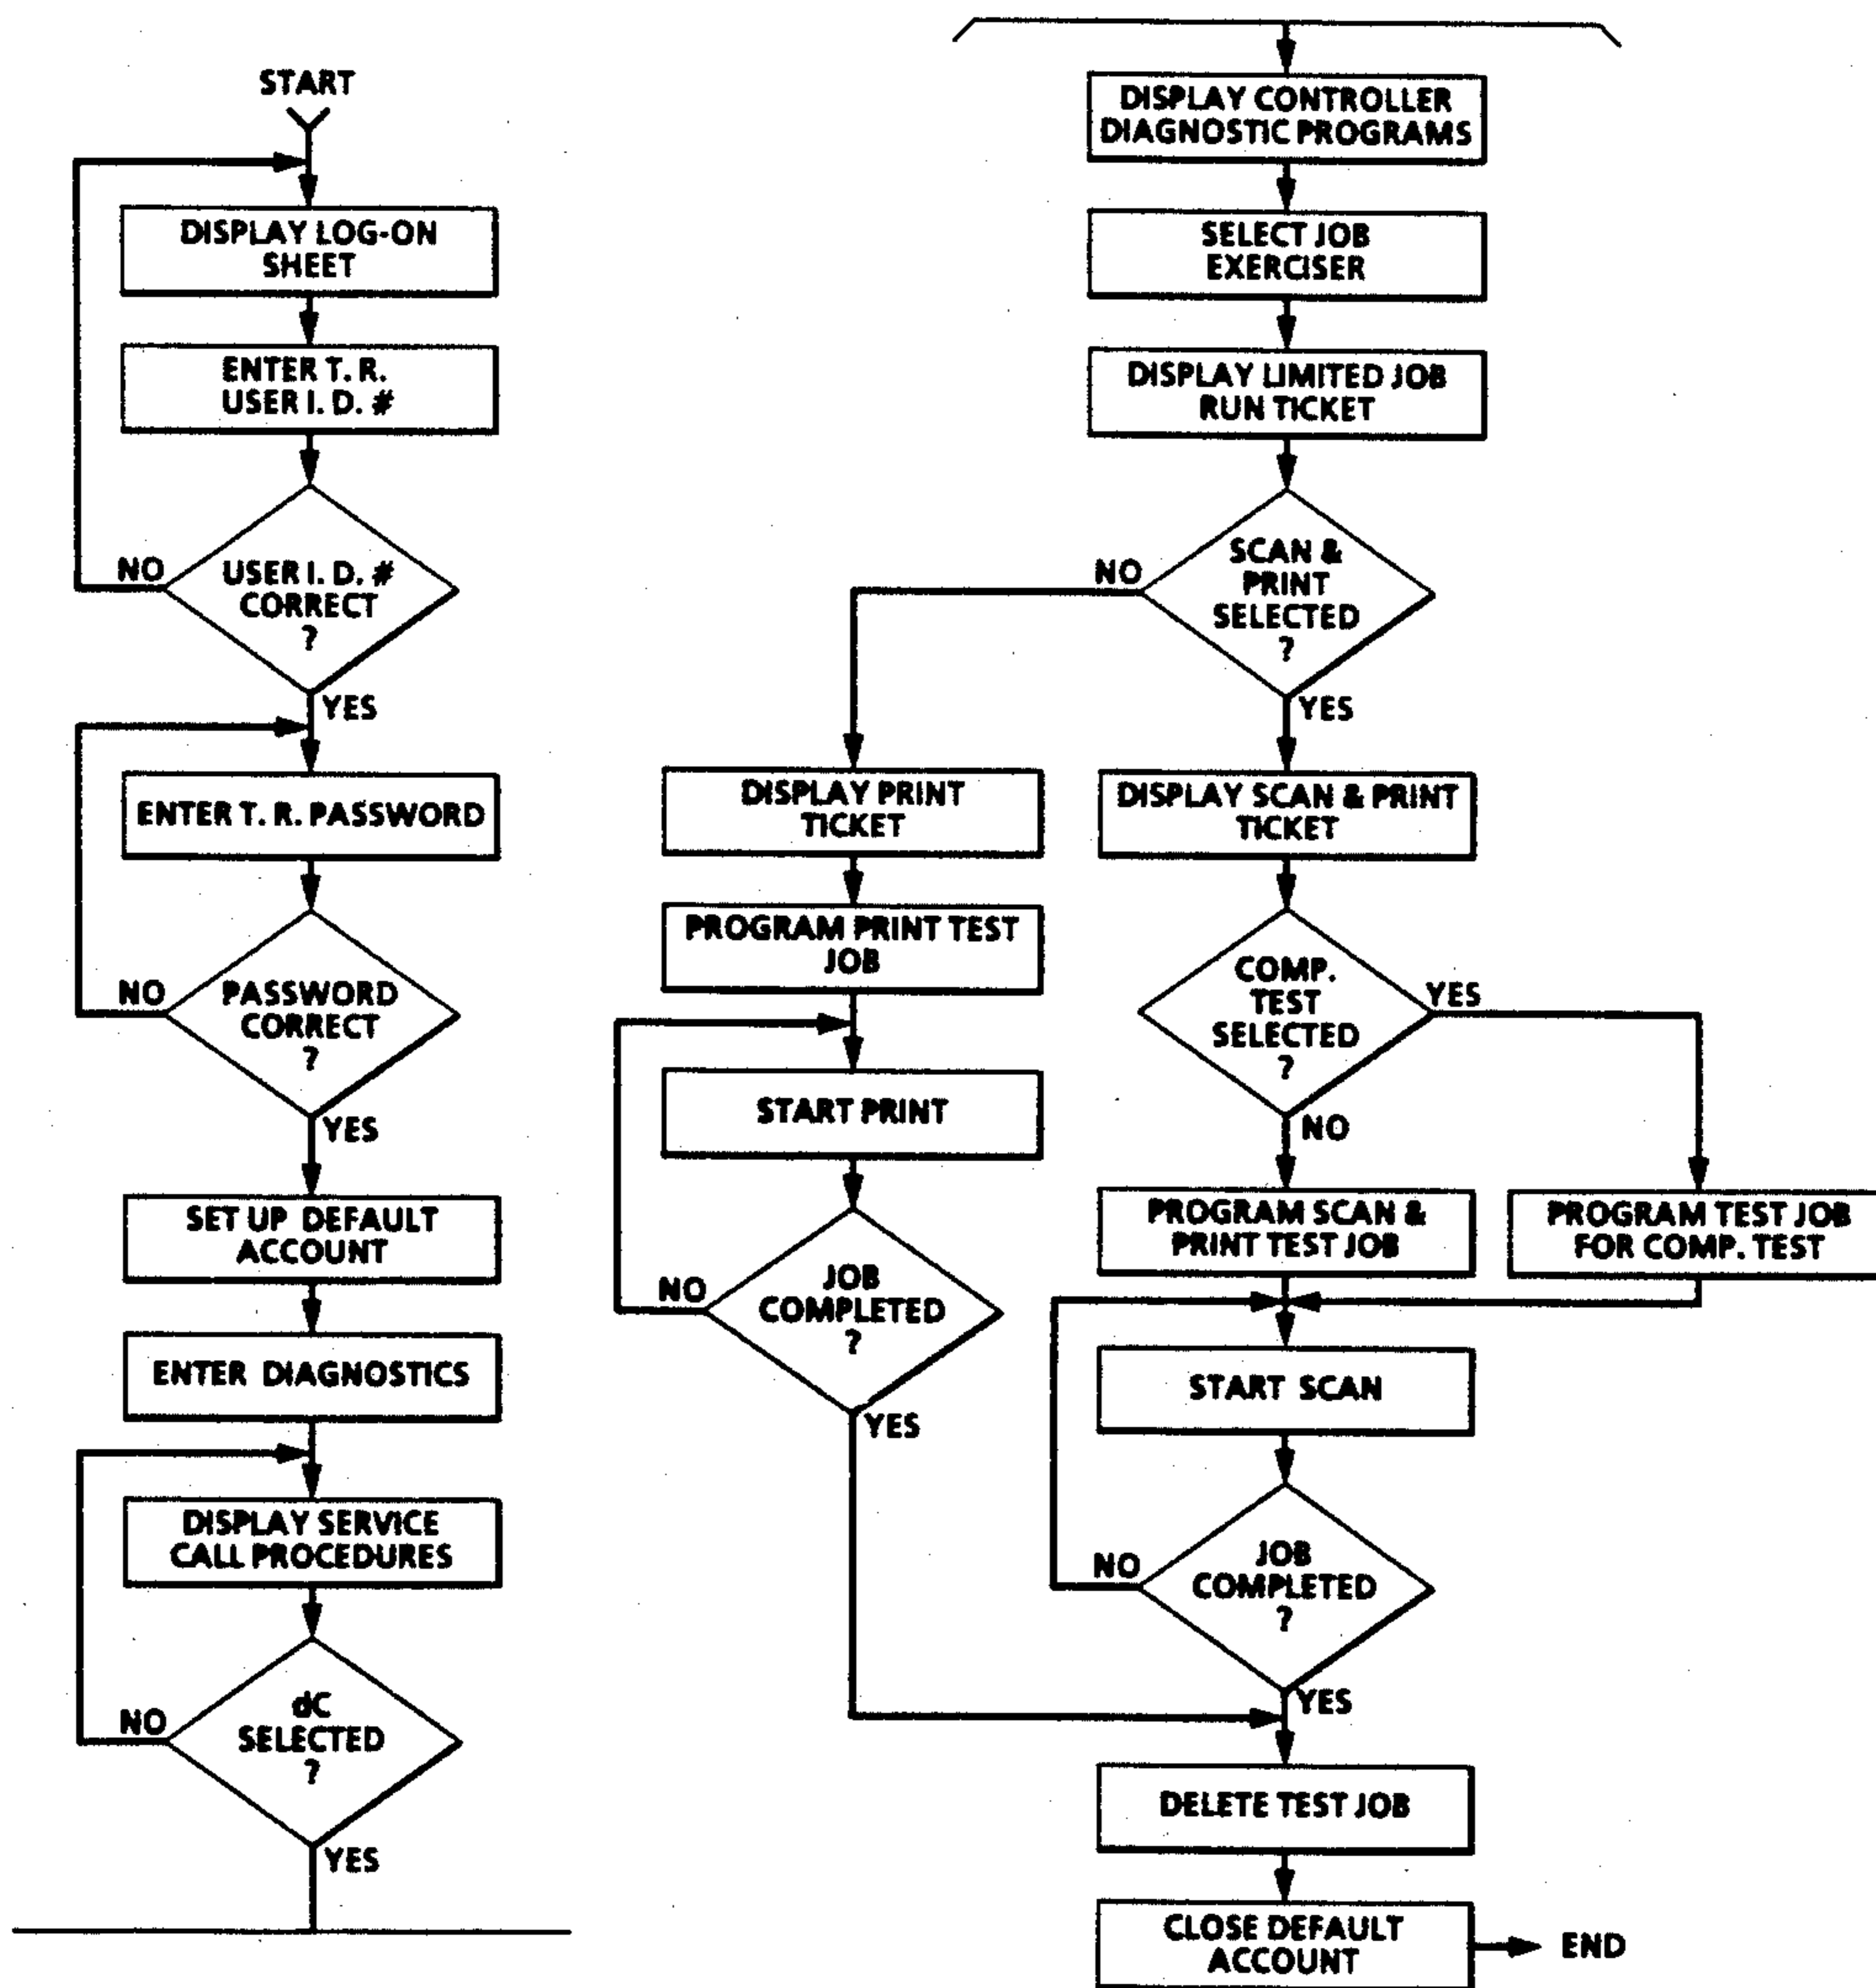 START
DISPLAY LOG-ON
SHEET
ENTER T. R.
USER I. D. #
USER I. D. #
CORRECT
?
NO
YES
ENTER T. R. PASSWORD
PASSWORD
CORRECT
?
NO
YES
SET UP DEFAULT
ACCOUNT
ENTER DIAGNOSTICS
DISPLAY SERVICE
CALL PROCEDURES
dC
SELECTED
?
NO
YES
DISPLAY CONTROLLER
DIAGNOSTIC PROGRAMS
SELECT JOB
EXERCISER
DISPLAY LIMITED JOB
RUN TICKET
SCAN &
PRINT
SELECTED
?
NO
YES
DISPLAY PRINT
TICKET
PROGRAM PRINT TEST
JOB
START PRINT
JOB
COMPLETED
?
NO
YES
DISPLAY SCAN & PRINT
TICKET
COMP.
TEST
SELECTED
?
YES
NO
PROGRAM SCAN &
PRINT TEST JOB
PROGRAM TEST JOB
FOR COMP. TEST
START SCAN
JOB
COMPLETED
?
NO
YES
DELETE TEST JOB
CLOSE DEFAULT
ACCOUNT
END